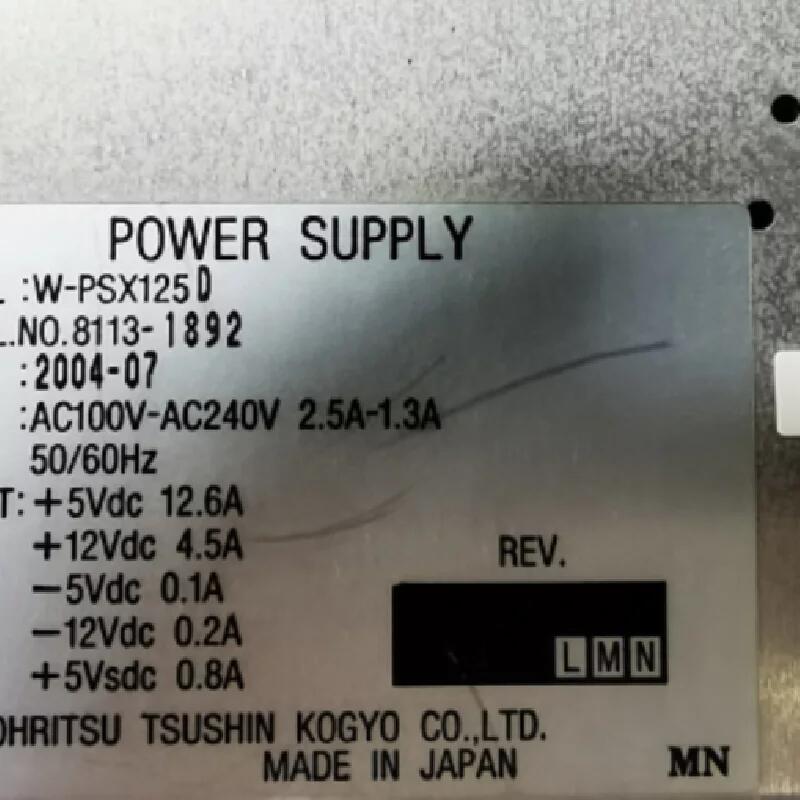 POWER SUPPLY
:W-PSX125D
.NO.8113-1892
:2004-07
:AC100V-AC240V 2.5A-1.3A
50/60Hz
T:+5Vdc 12.6A
+12Vdc 4.5A
−5Vdc 0.1A
−12Vdc 0.2A
+5Vsdc 0.8A
REV.
L M N
OHRITSU TSUSHIN KOGYO CO.,LTD.
MADE IN JAPAN
MN